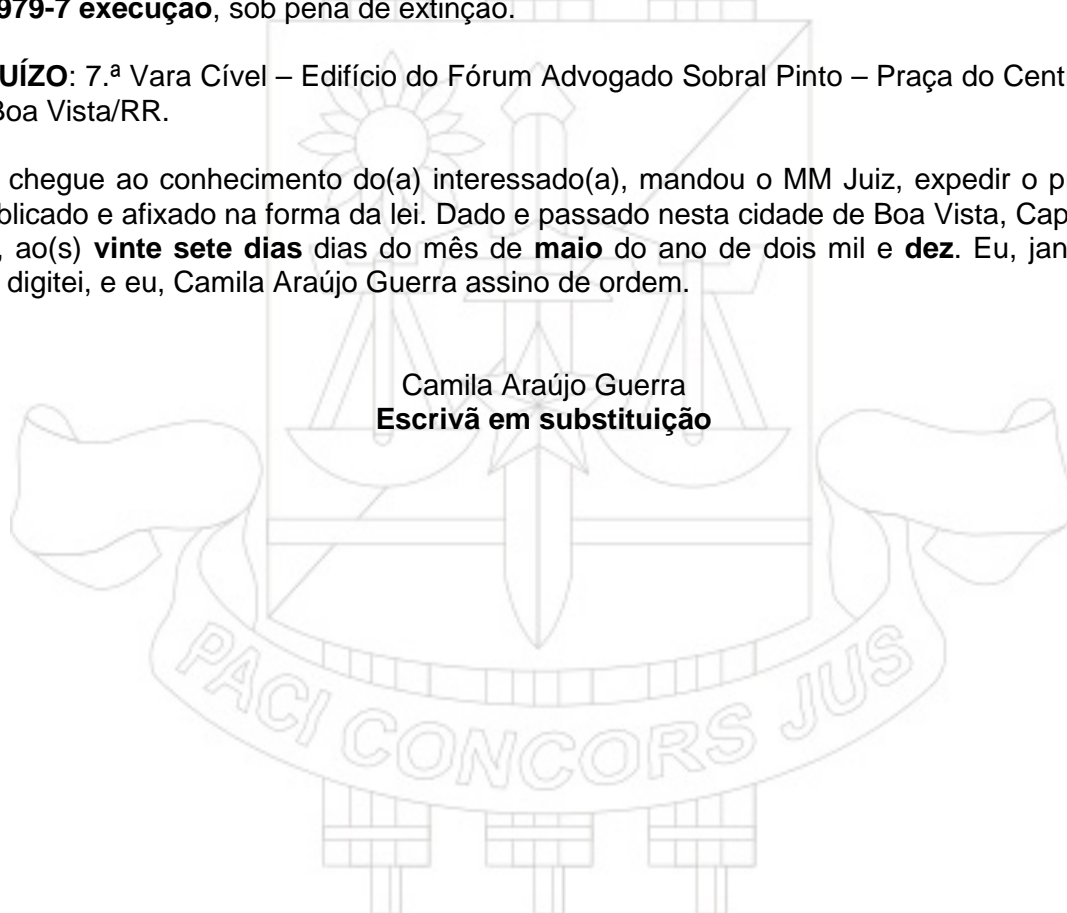 979-7 execução, sob pena de extinção.
UÍZO: 7.ª Vara Cível – Edifício do Fórum Advogado Sobral Pinto – Praça do Cent
Boa Vista/RR.
chegue ao conhecimento do(a) interessado(a), mandou o MM Juiz, expedir o p
blicado e afixado na forma da lei. Dado e passado nesta cidade de Boa Vista, Cap
, ao(s) vinte sete dias dias do mês de maio do ano de dois mil e dez. Eu, jan
digitei, e eu, Camila Araújo Guerra assino de ordem.
Camila Araújo Guerra
Escrivã em substituição
PACI CONCORS JUS